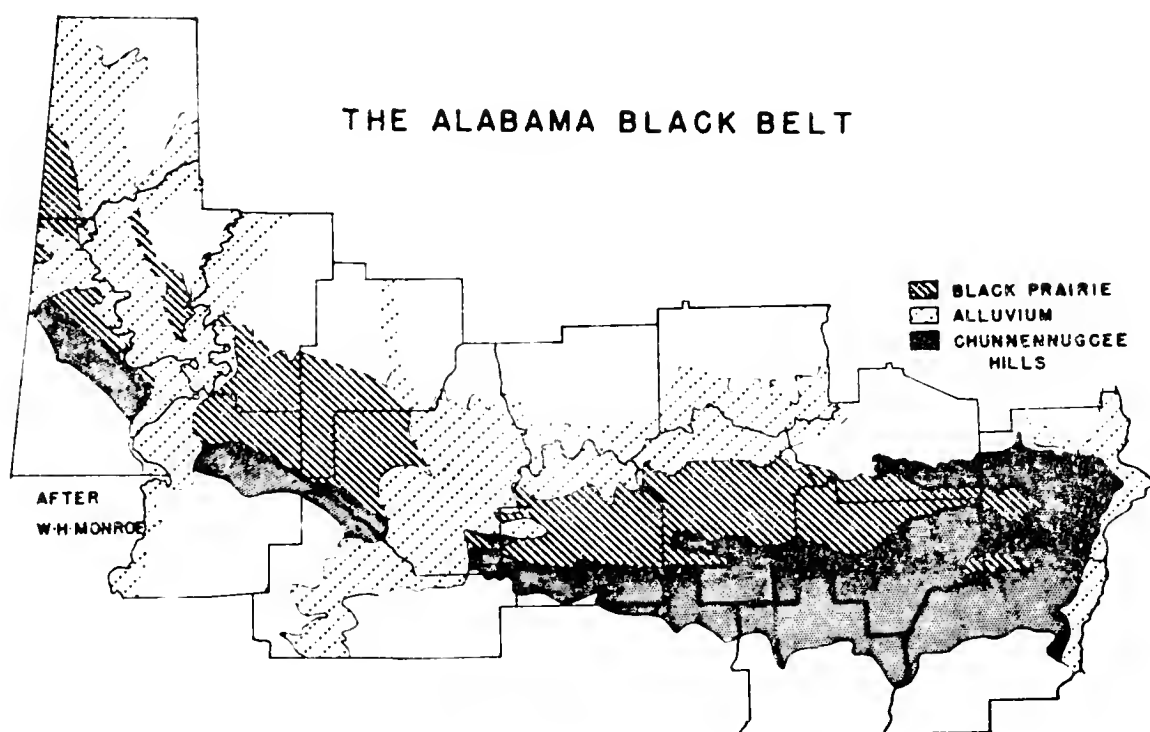 THE ALABAMA BLACK BELT
BLACK PRAIRIE
ALLUVIUM
CHUNNENNUGGEE
HILLS
AFTER
W·H·MONROE